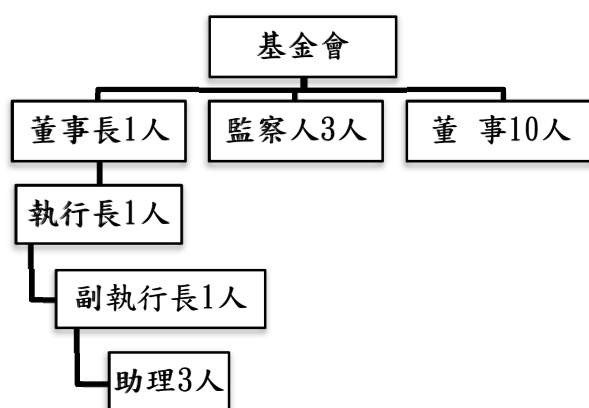 基金會
董事長1人
監察人3人
董 事10人
執行長1人
副執行長1人
助理3人